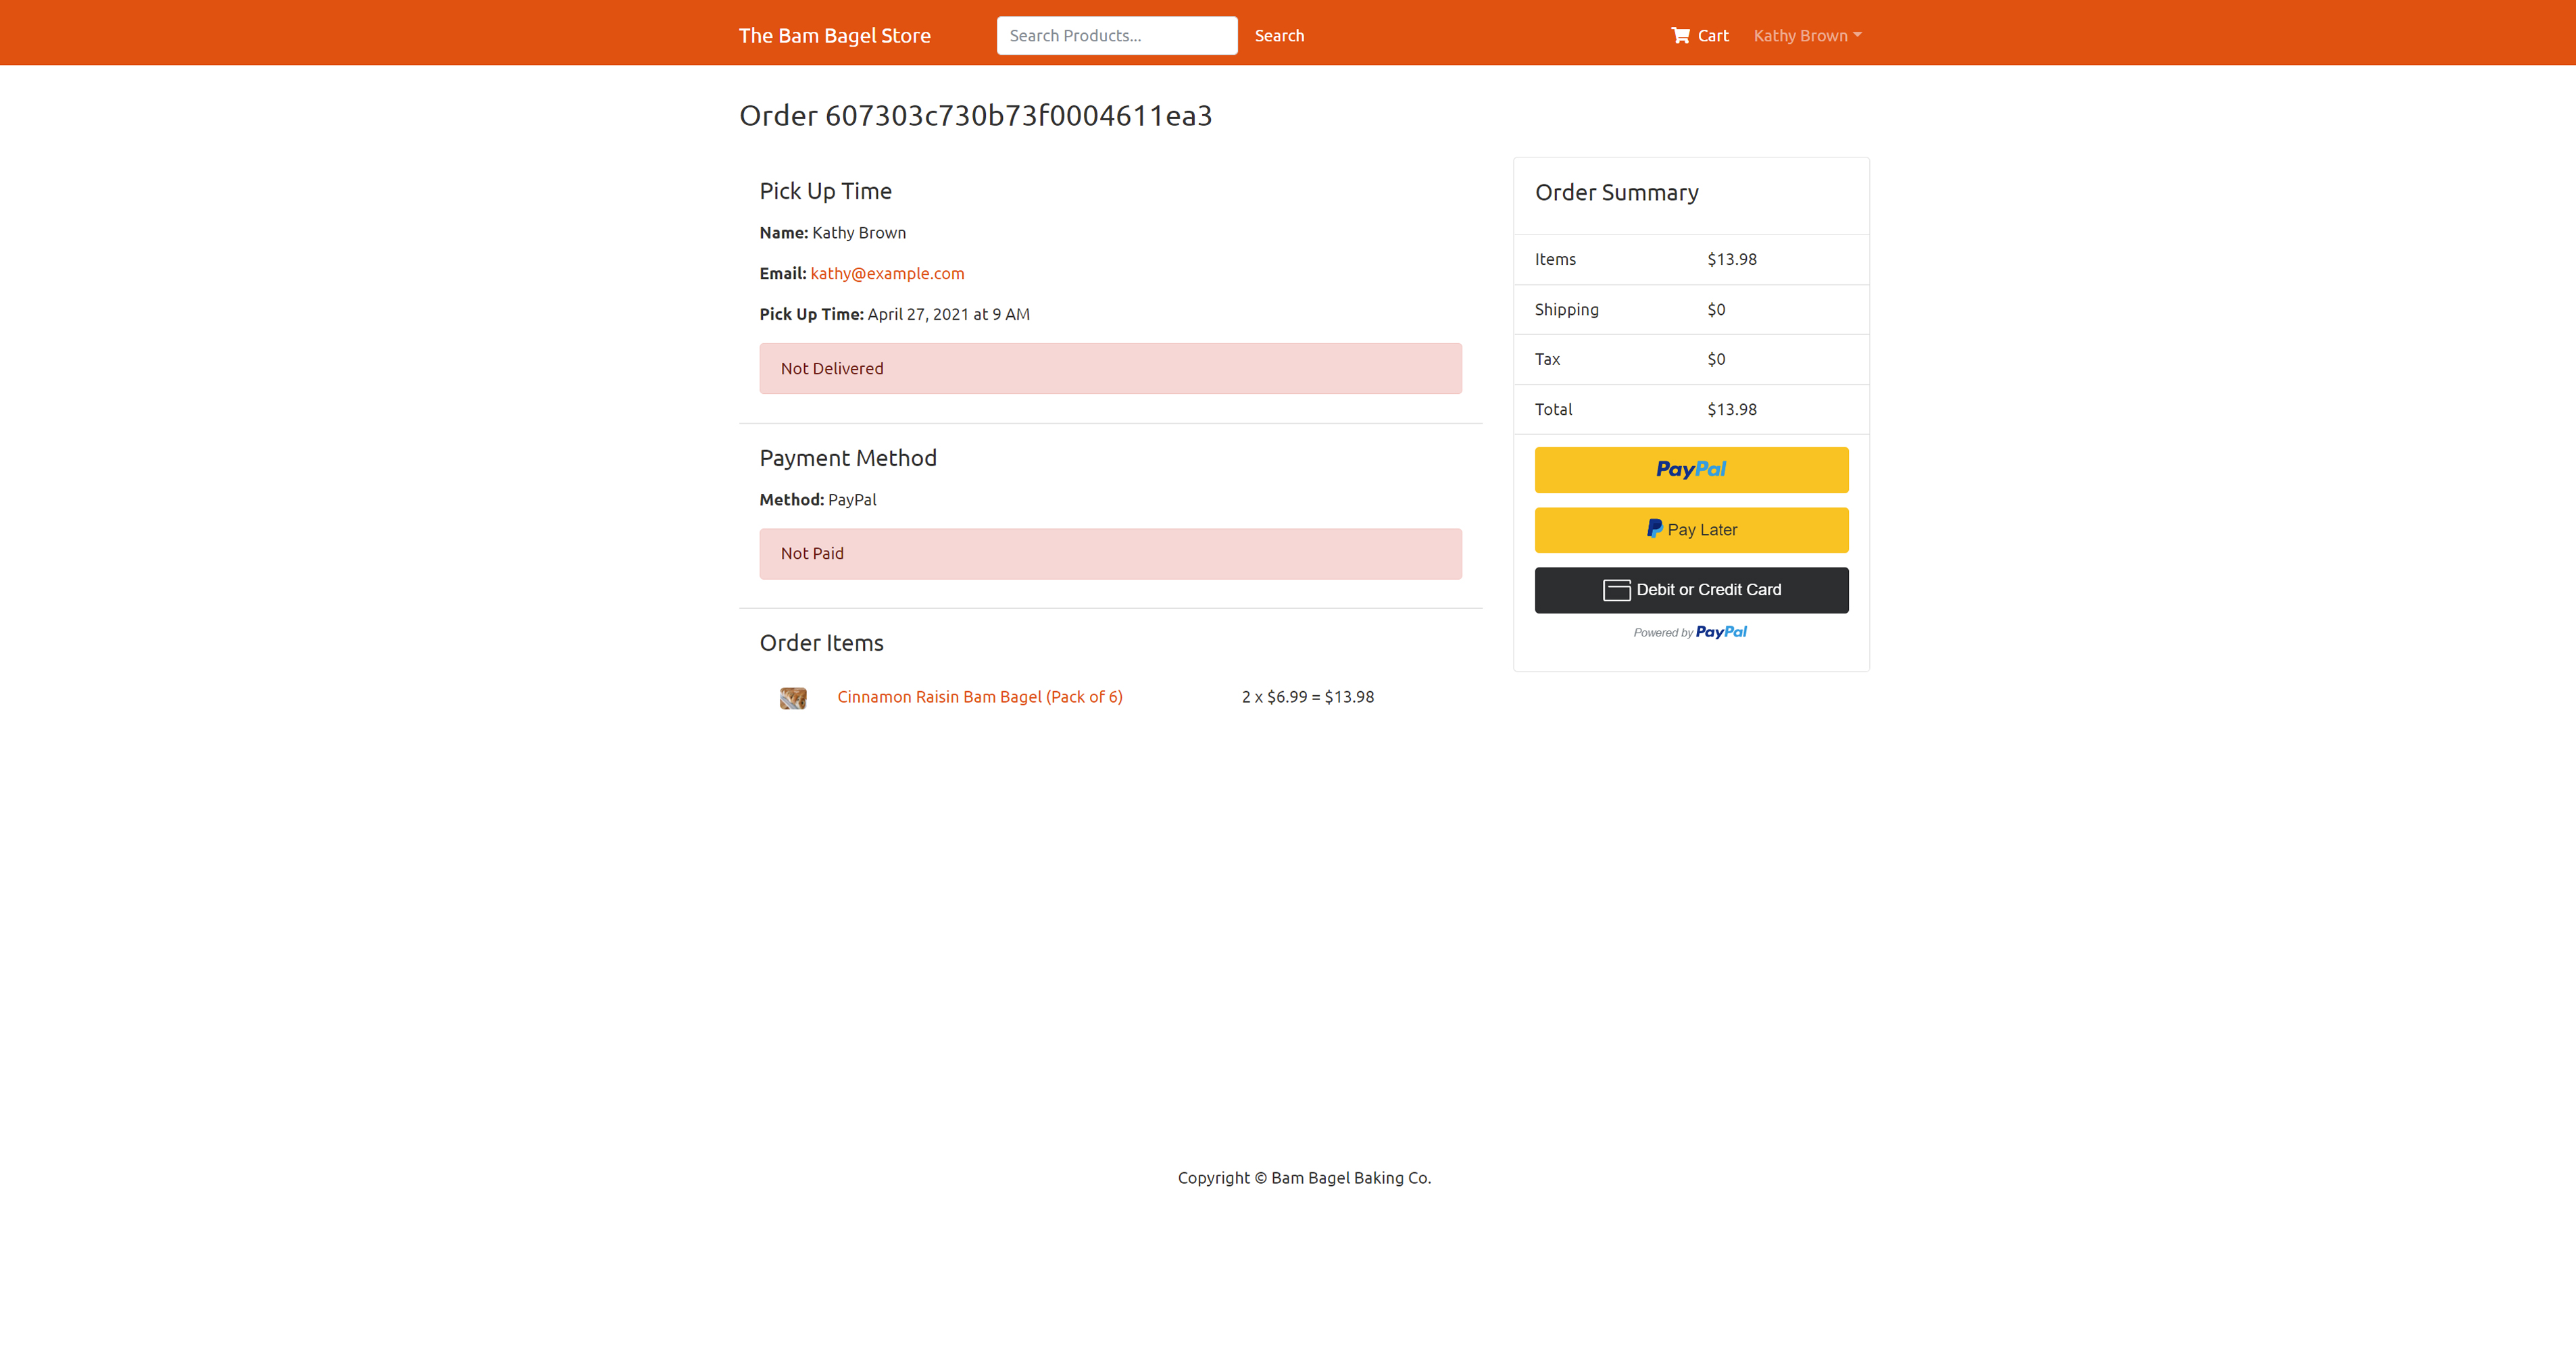 The Bam Bagel Store
Search Products...
Search
Cart
Kathy Brown
Order 607303c730b73f0004611ea3
Pick Up Time
Name: Kathy Brown
Email: kathy@example.com
Pick Up Time: April 27, 2021 at 9 AM
Not Delivered
Payment Method
Method: PayPal
Not Paid
Order Items
Cinnamon Raisin Bam Bagel (Pack of 6) 2 x $6.99 = $13.98
Order Summary
Items $13.98
Shipping $0
Tax $0
Total $13.98
PayPal
Pay Later
Debit or Credit Card
Powered by PayPal
Copyright © Bam Bagel Baking Co.